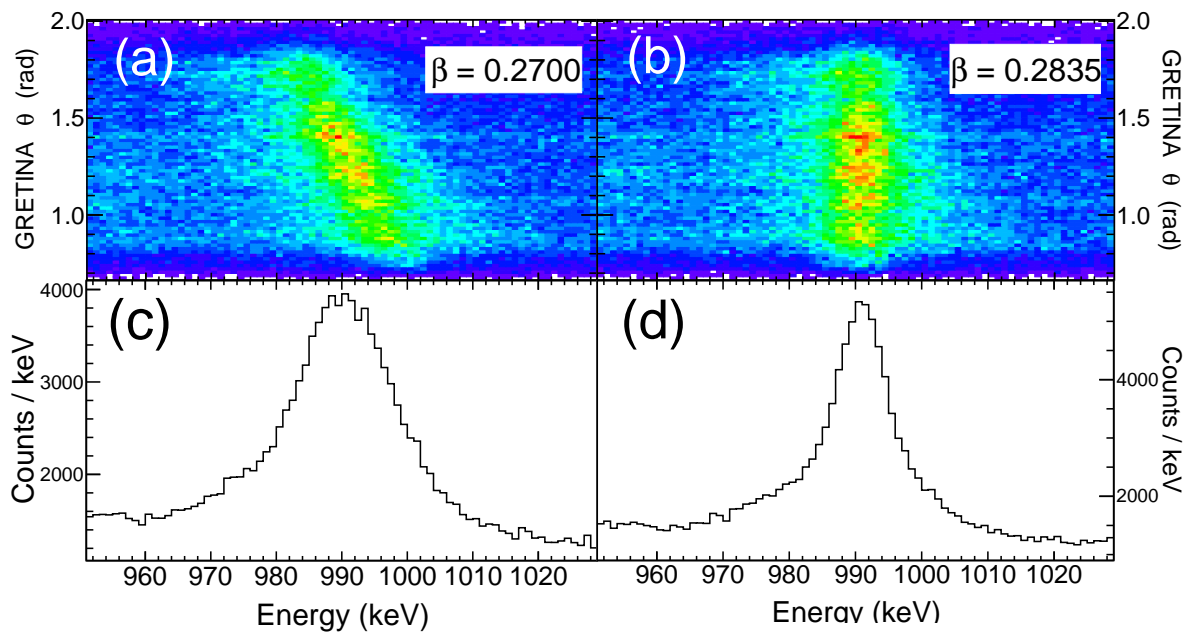 GRETINA θ (rad)
2.0
1.5
1.0
(a)
β = 0.2700
(b)
β = 0.2835
2.0
1.5
1.0
GRETINA θ (rad)
Counts / keV
4000
3000
2000
(c)
(d)
4000
2000
Counts / keV
960 970 980 990 1000 1010 1020
960 970 980 990 1000 1010 1020
Energy (keV)
Energy (keV)